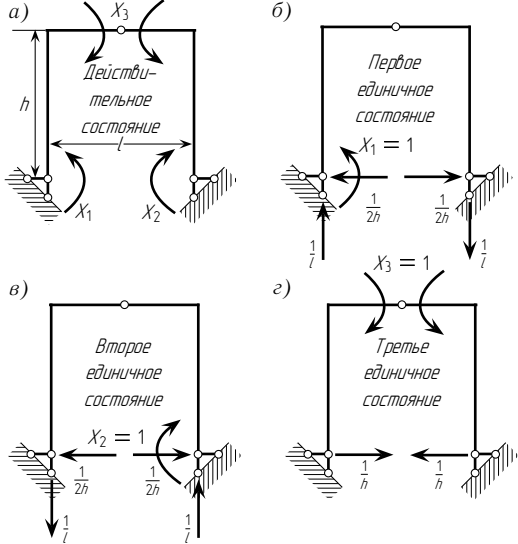 а)
X₃
Действи-
тельное
состояние
h
l
X₁
X₂
б)
Первое
единичное
состояние
X₁ = 1
1/2h
1/2h
1/l
1/l
в)
Второе
единичное
состояние
X₂ = 1
1/2h
1/2h
1/l
1/l
г)
X₃ = 1
Третье
единичное
состояние
1/h
1/h